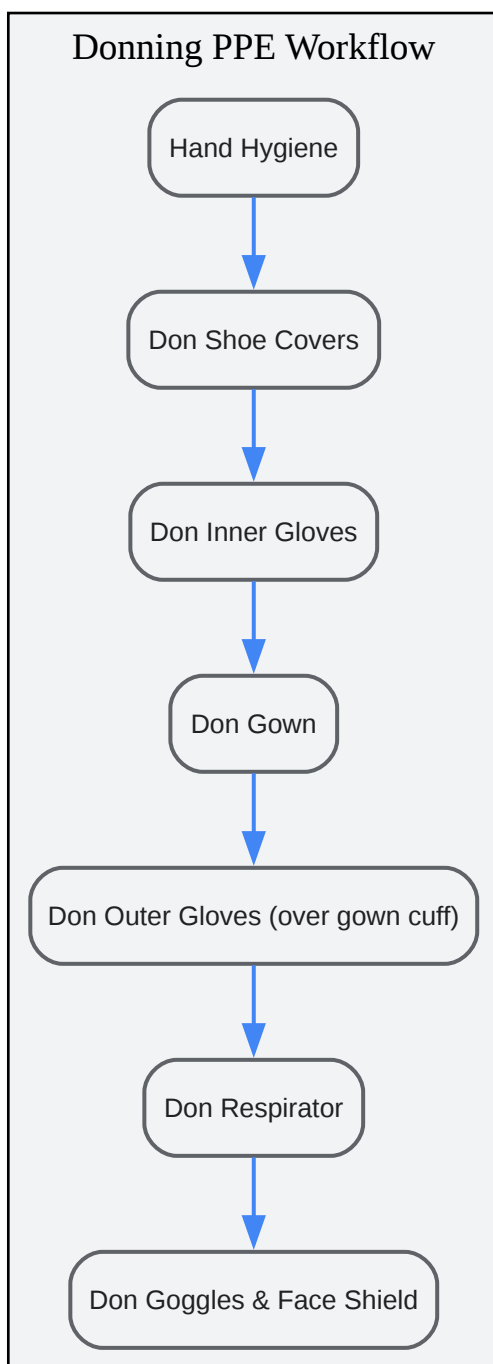 Donning PPE Workflow
Hand Hygiene
Don Shoe Covers
Don Inner Gloves
Don Gown
Don Outer Gloves (over gown cuff)
Don Respirator
Don Goggles & Face Shield